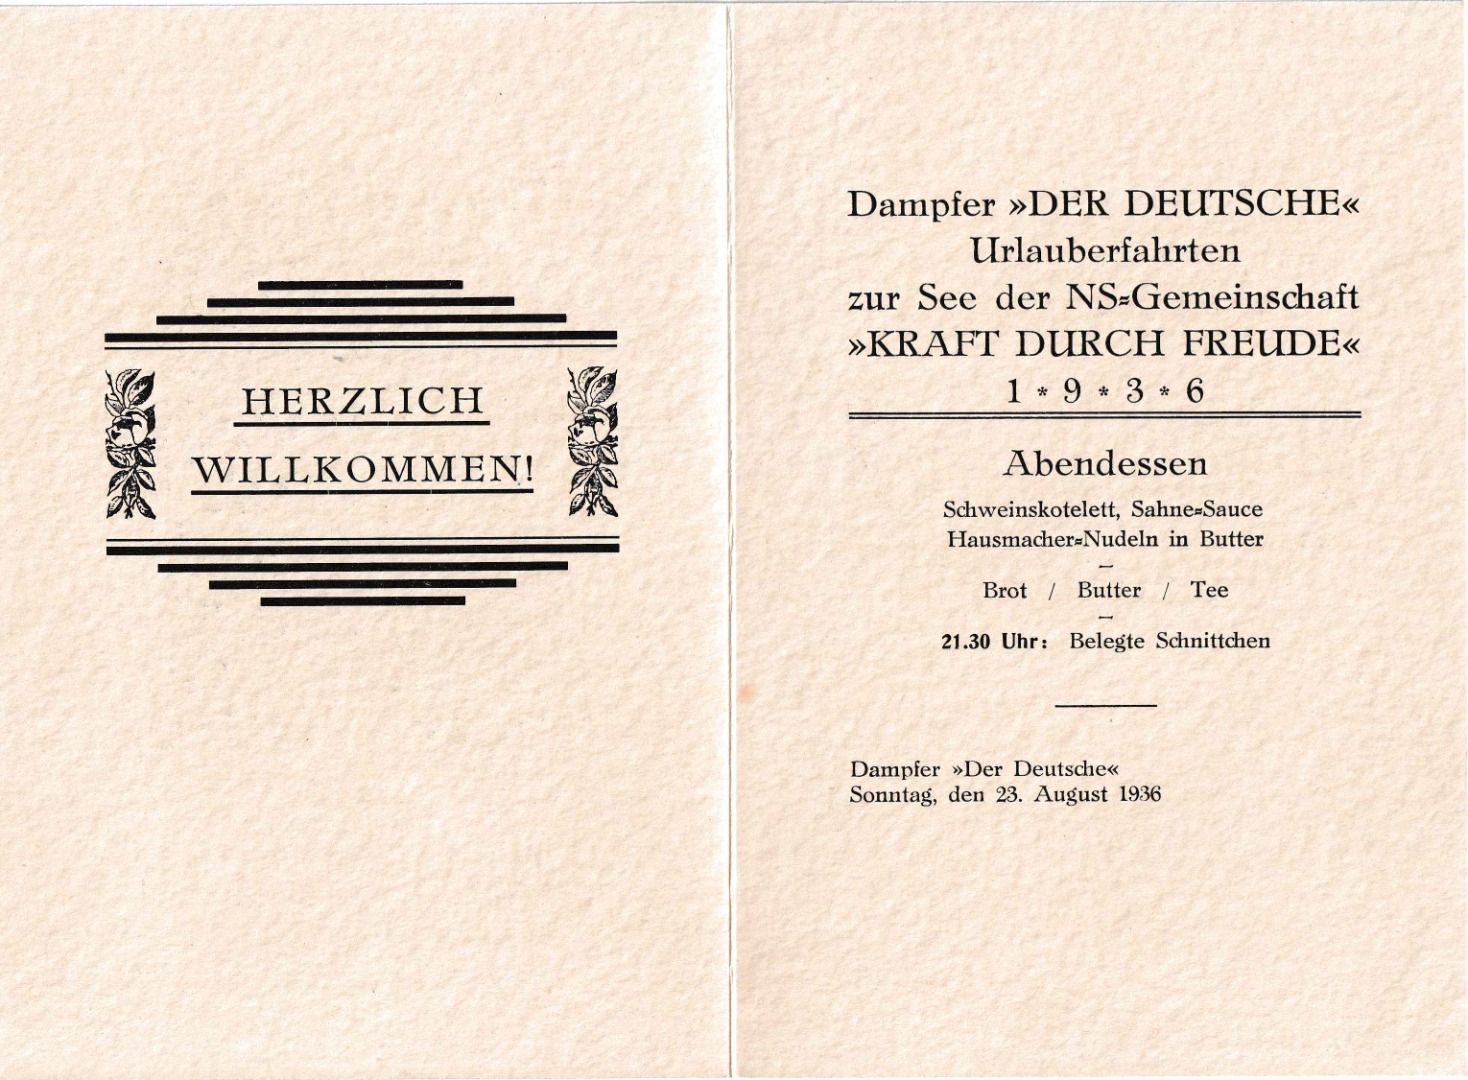 HERZLICH
WILLKOMMEN!
Dampfer »DER DEUTSCHE«
Urlauberfahrten
zur See der NS=Gemeinschaft
»KRAFT DURCH FREUDE«
1 * 9 * 3 * 6
Abendessen
Schweinskotelett, Sahne=Sauce
Hausmacher=Nudeln in Butter
–
Brot / Butter / Tee
–
21.30 Uhr: Belegte Schnittchen
Dampfer »Der Deutsche«
Sonntag, den 23. August 1936